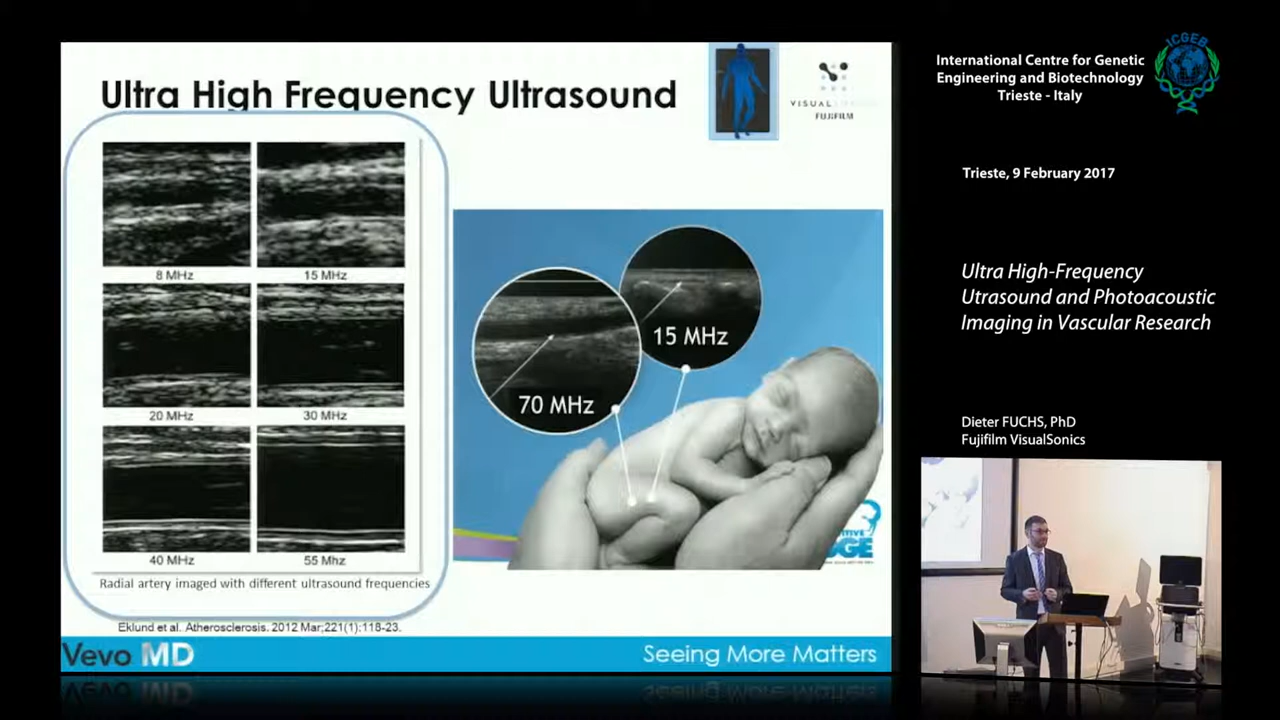 Ultra High Frequency Ultrasound
VISUALSONICS
FUJIFILM
8 MHz
15 MHz
20 MHz
30 MHz
40 MHz
55 Mhz
Radial artery imaged with different ultrasound frequencies
Eklund et al. Atherosclerosis. 2012 Mar;221(1):118-23.
15 MHz
70 MHz
Vevo MD
Seeing More Matters
ICGEB
International Centre for Genetic
Engineering and Biotechnology
Trieste - Italy
Trieste, 9 February 2017
Ultra High-Frequency
Utrasound and Photoacoustic
Imaging in Vascular Research
Dieter FUCHS, PhD
Fujifilm VisualSonics